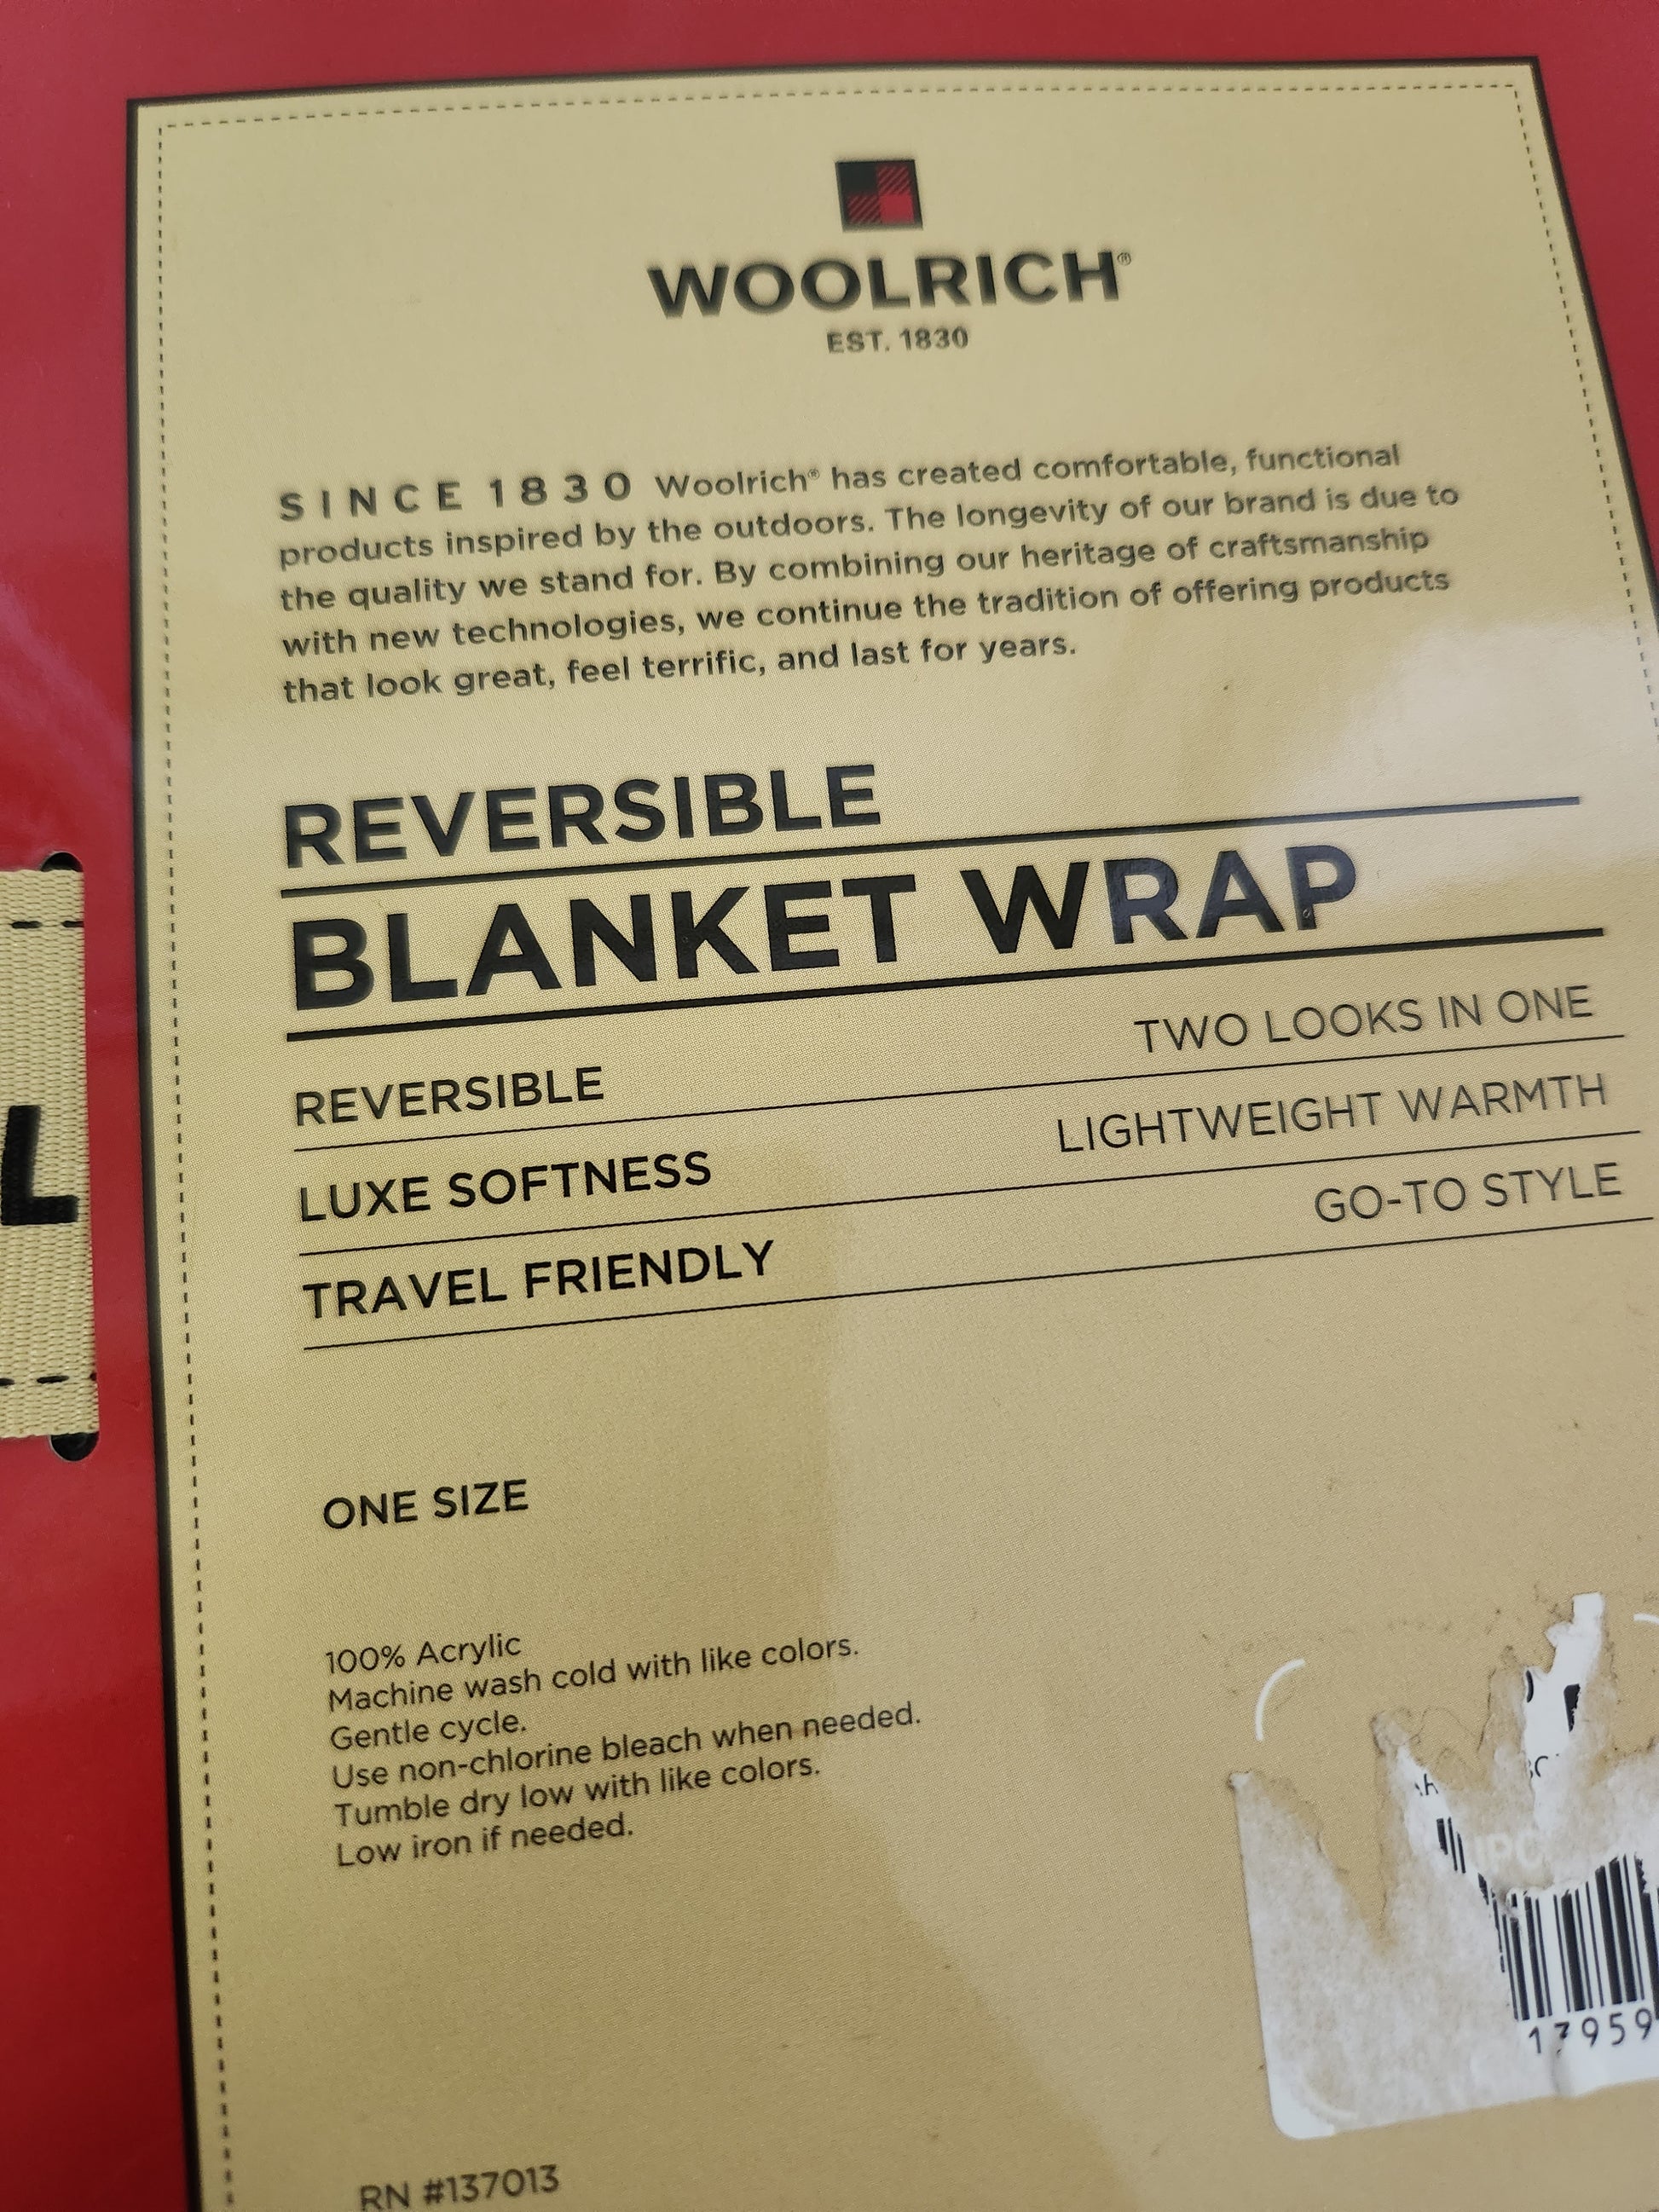 WOOLRICH®
EST. 1830
SINCE 1830 Woolrich® has created comfortable, functional
products inspired by the outdoors. The longevity of our brand is due to
the quality we stand for. By combining our heritage of craftsmanship
with new technologies, we continue the tradition of offering products
that look great, feel terrific, and last for years.
REVERSIBLE
BLANKET WRAP
REVERSIBLE TWO LOOKS IN ONE
LUXE SOFTNESS LIGHTWEIGHT WARMTH
TRAVEL FRIENDLY GO-TO STYLE
L
ONE SIZE
100% Acrylic
Machine wash cold with like colors.
Gentle cycle.
Use non-chlorine bleach when needed.
Tumble dry low with like colors.
Low iron if needed.
UPC
17959
RN #137013